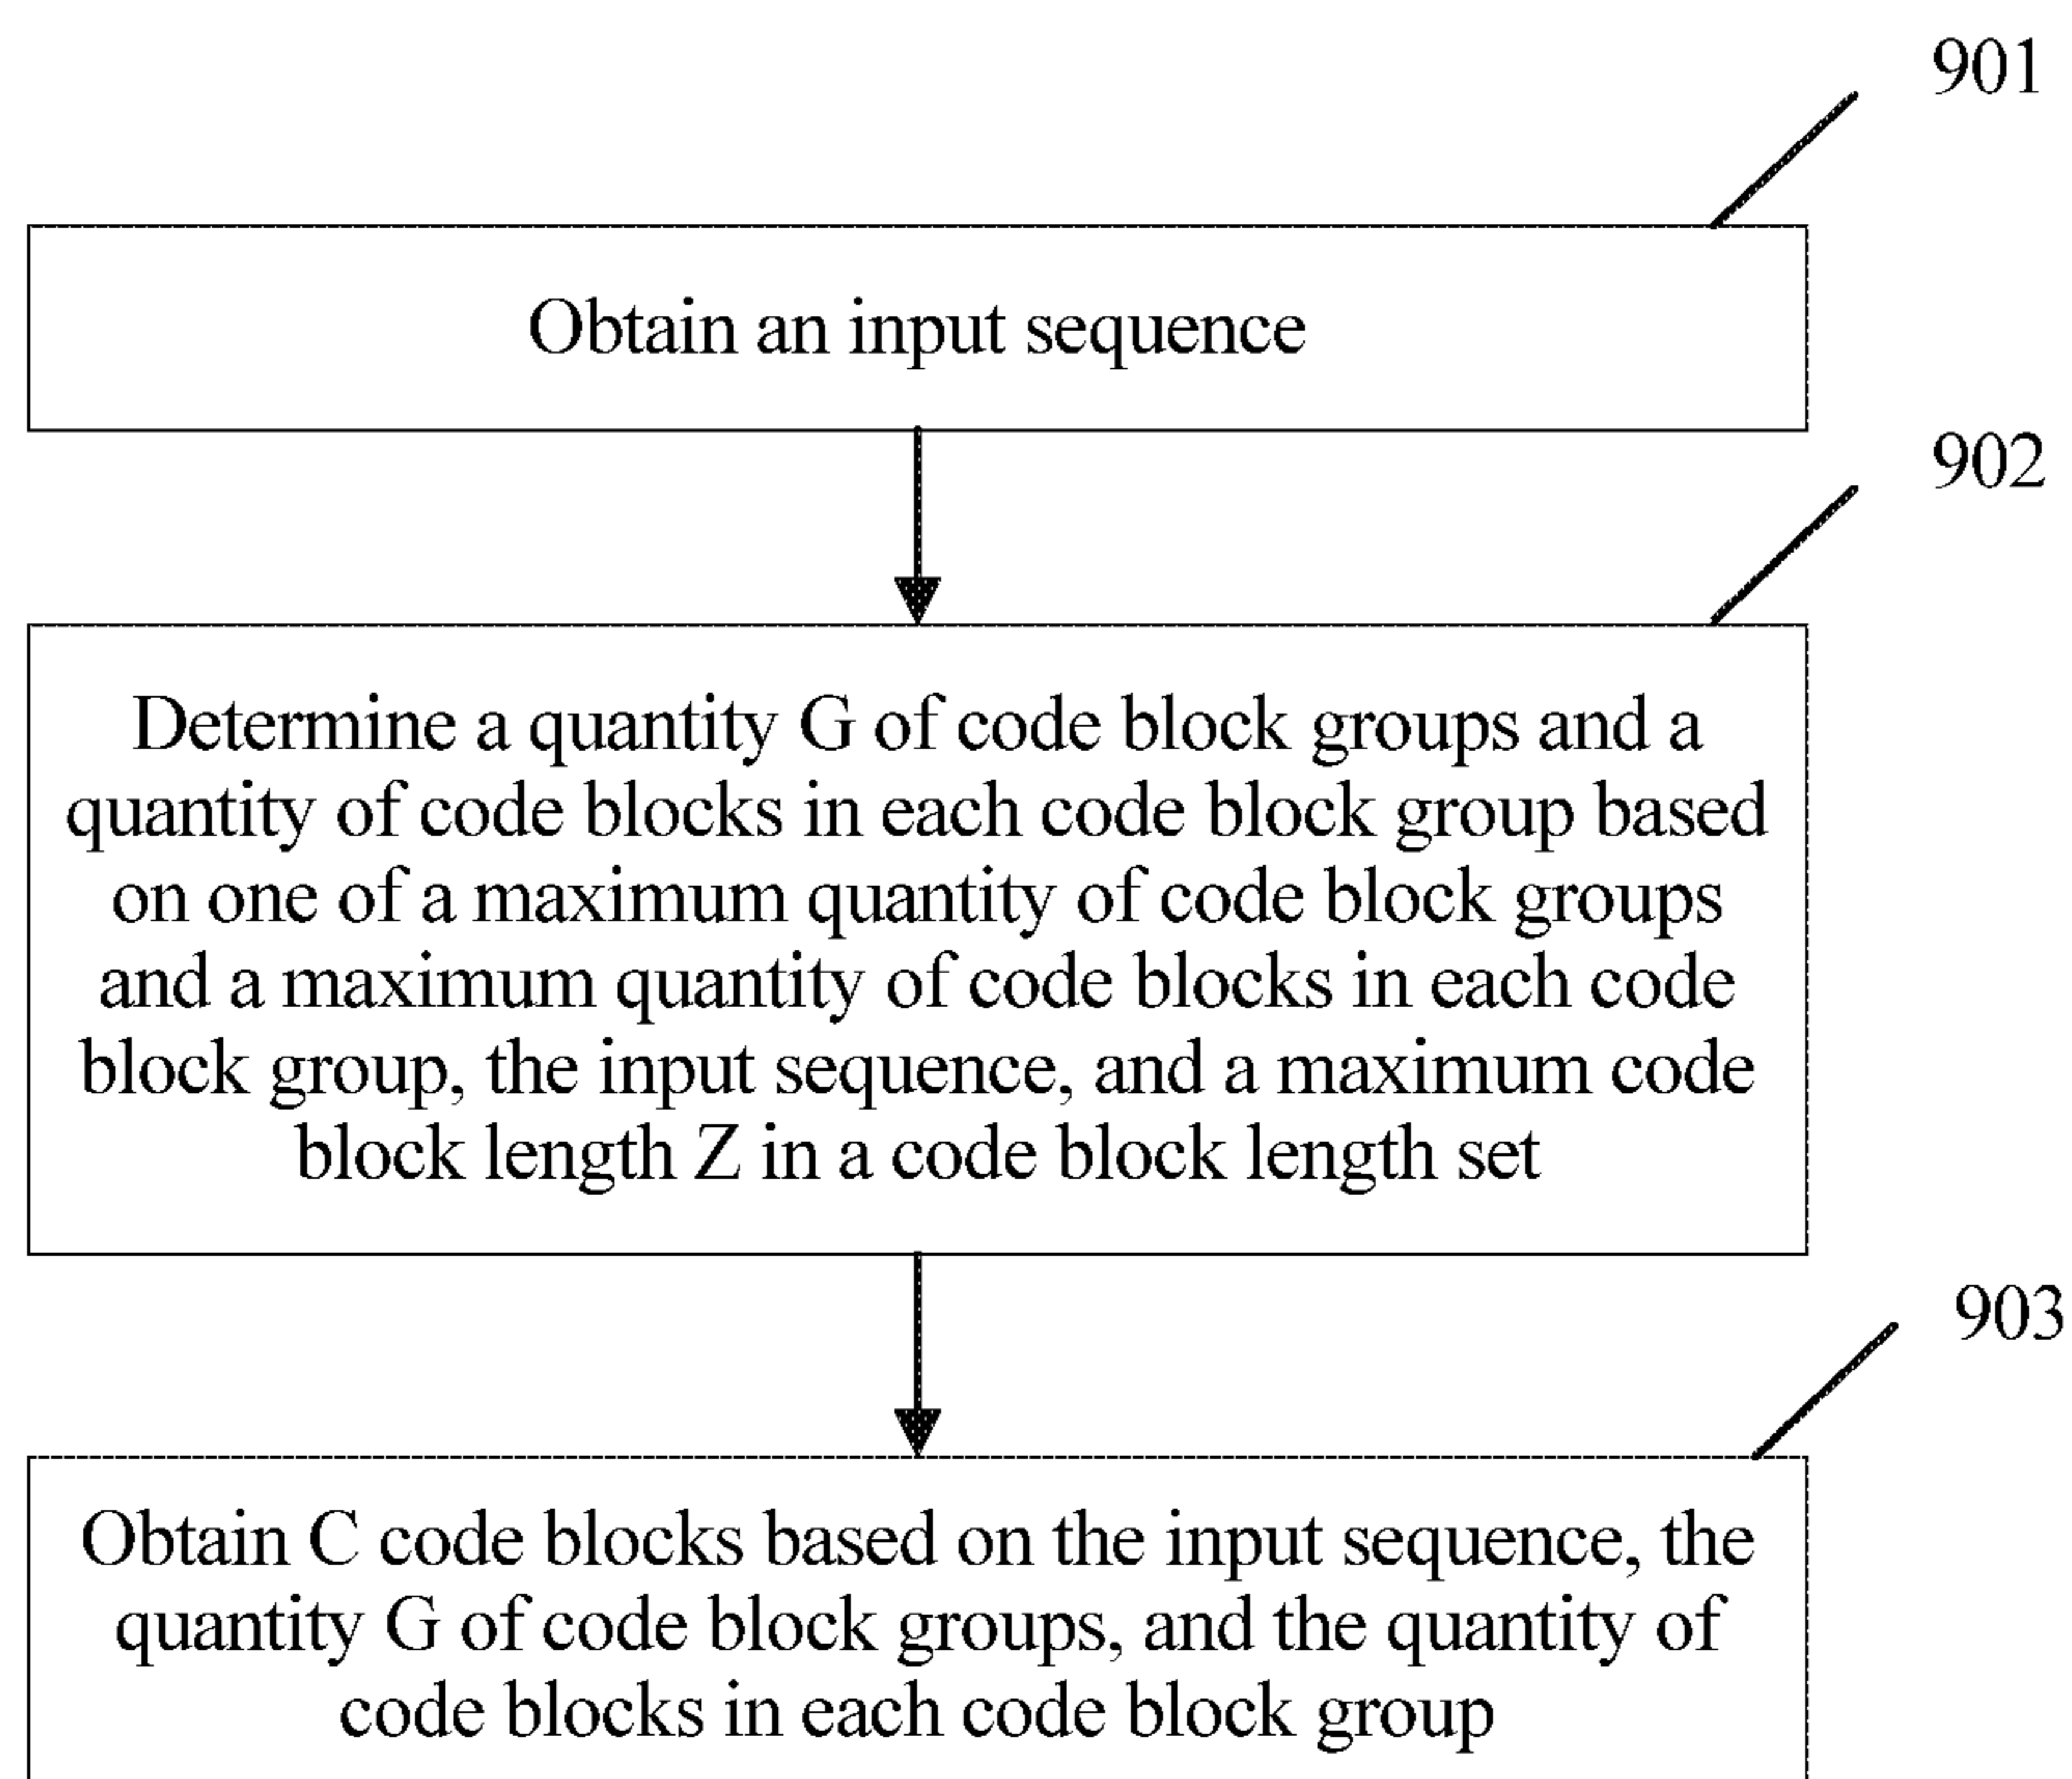 901
Obtain an input sequence
902
Determine a quantity G of code block groups and a
quantity of code blocks in each code block group based
on one of a maximum quantity of code block groups
and a maximum quantity of code blocks in each code
block group, the input sequence, and a maximum code
block length Z in a code block length set
903
Obtain C code blocks based on the input sequence, the
quantity G of code block groups, and the quantity of
code blocks in each code block group